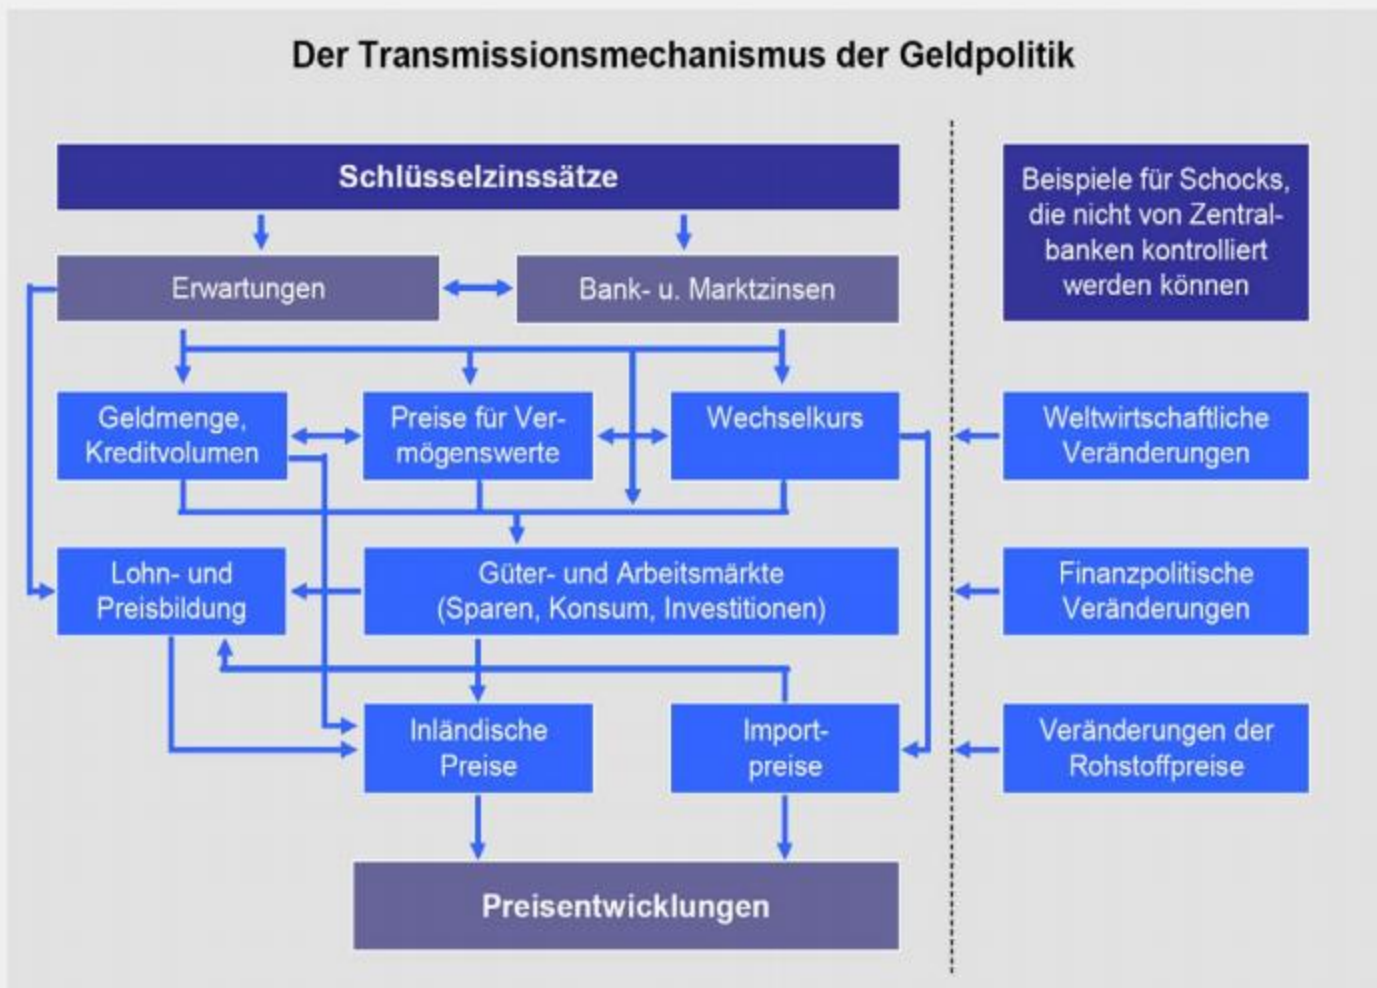 Der Transmissionsmechanismus der Geldpolitik
Schlüsselzinssätze
Beispiele für Schocks,
die nicht von Zentral-
banken kontrolliert
werden können
Erwartungen
Bank- u. Marktzinsen
Geldmenge,
Kreditvolumen
Preise für Ver-
mögenswerte
Wechselkurs
Weltwirtschaftliche
Veränderungen
Lohn- und
Preisbildung
Güter- und Arbeitsmärkte
(Sparen, Konsum, Investitionen)
Finanzpolitische
Veränderungen
Inländische
Preise
Import-
preise
Veränderungen der
Rohstoffpreise
Preisentwicklungen